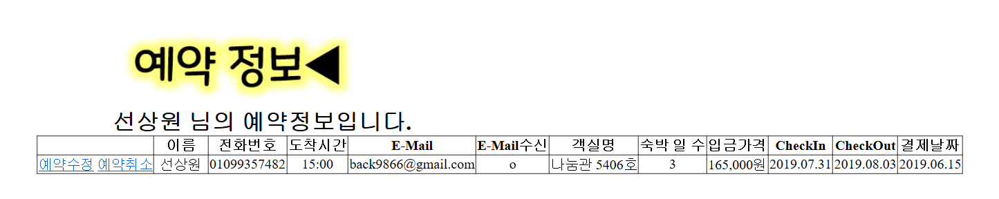 예약 정보◀
선상원 님의 예약정보입니다.
이름 전화번호 도착시간 E-Mail E-Mail수신 객실명 숙박 일 수 입금가격 CheckIn CheckOut 결제날짜
예약수정 예약취소 선상원 01099357482 15:00 back9866@gmail.com o 나눔관 5406호 3 165,000원 2019.07.31 2019.08.03 2019.06.15